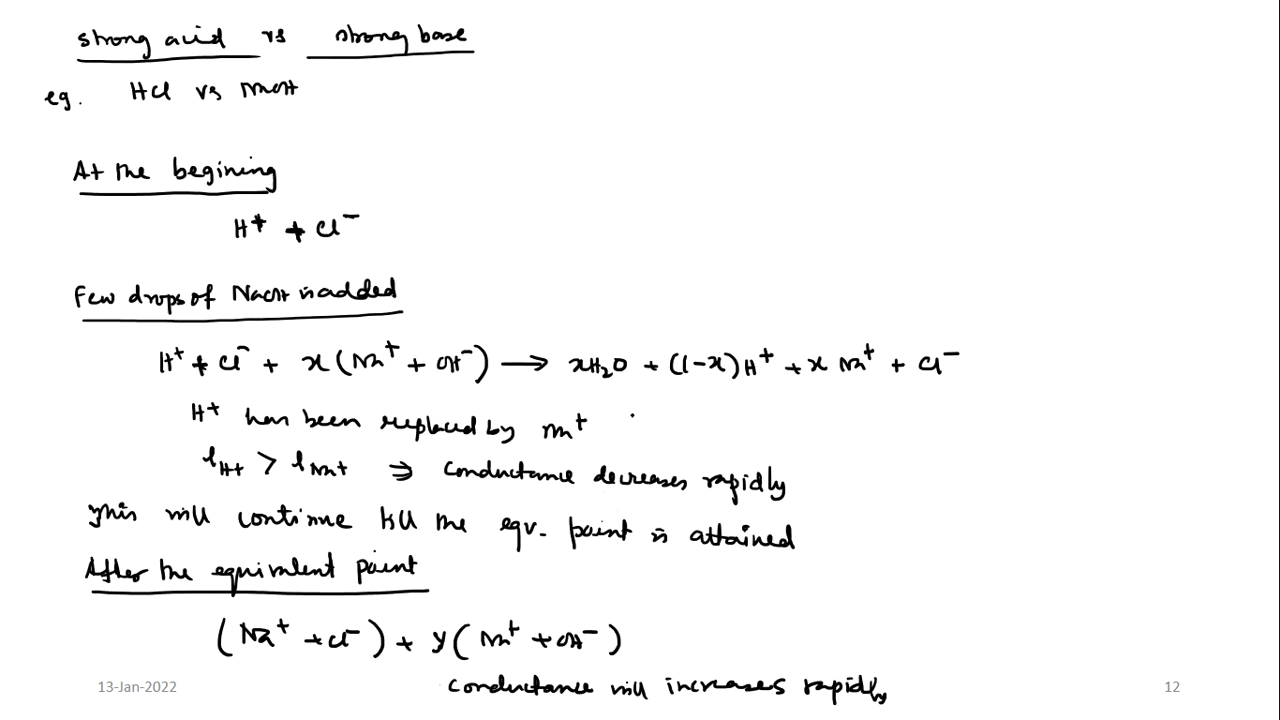 strong acid vs strong base
eg. HCl vs NaOH
At the begining
H⁺ + Cl⁻
Few drops of NaOH is added
H⁺ + Cl⁻ + x(Na⁺ + OH⁻) → xH₂O + (1-x)H⁺ + x Na⁺ + Cl⁻
H⁺ has been replaced by Na⁺
l_H⁺ > l_Na⁺ ⇒ conductance decreases rapidly
This will continue till the eqv. point is attained
After the equivalent point
(Na⁺ + Cl⁻) + y(Na⁺ + OH⁻)
conductance will increases rapidly
13-Jan-2022
12